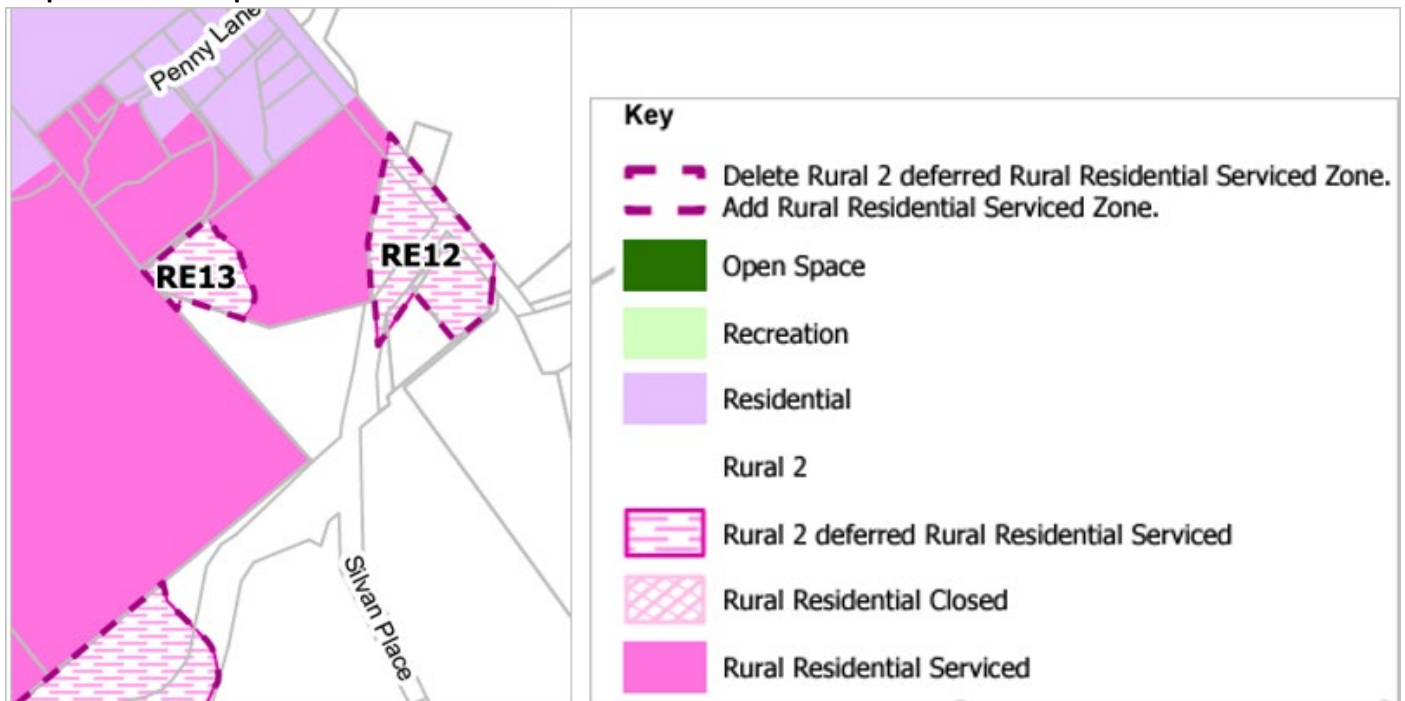 Penny Lane
RE13
RE12
Silvan Place
Key
Delete Rural 2 deferred Rural Residential Serviced Zone.
Add Rural Residential Serviced Zone.
Open Space
Recreation
Residential
Rural 2
Rural 2 deferred Rural Residential Serviced
Rural Residential Closed
Rural Residential Serviced